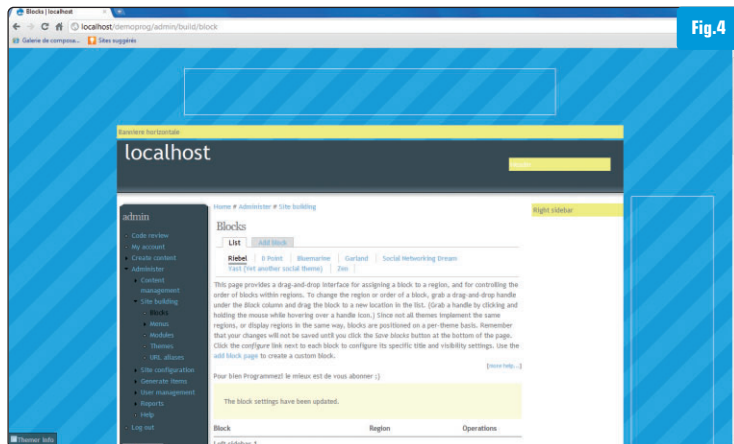 Blocks | localhost
localhost/demoprog/admin/build/block
Fig.4
Galerie de composa... Sites suggérés
Banniere horizontale
localhost
admin
- Code review
- My account
Create content
Administer
Content
management
Site building
- Blocks
Menus
- Modules
- Themes
- URL aliases
Site configuration
Generate items
User management
Reports
- Help
- Log out
Home # Administer # Site building
Blocks
List Add block
Riebel Bluemarine Garland Social Networking Dream
Yast (Yet another social theme) Zen
This page provides a drag-and-drop interface for assigning a block to a region, and for controlling the
order of blocks within regions. To change the region or order of a block, grab a drag-and-drop handle
under the Block column and drag the block to a new location in the list. (Grab a handle by clicking and
holding the mouse while hovering over a handle icon.) Since not all themes implement the same
regions, or display regions in the same way, blocks are positioned on a per-theme basis. Remember
that your changes will not be saved until you click the Save blocks button at the bottom of the page.
Click the configure link next to each block to configure its specific title and visibility settings. Use the
add block page to create a custom block.
[more help...]
Pour bien Programmez! le mieux est de vous abonner :)
The block settings have been updated.
Block Region Operations
Left sidebar 1
Right sidebar
Themer info